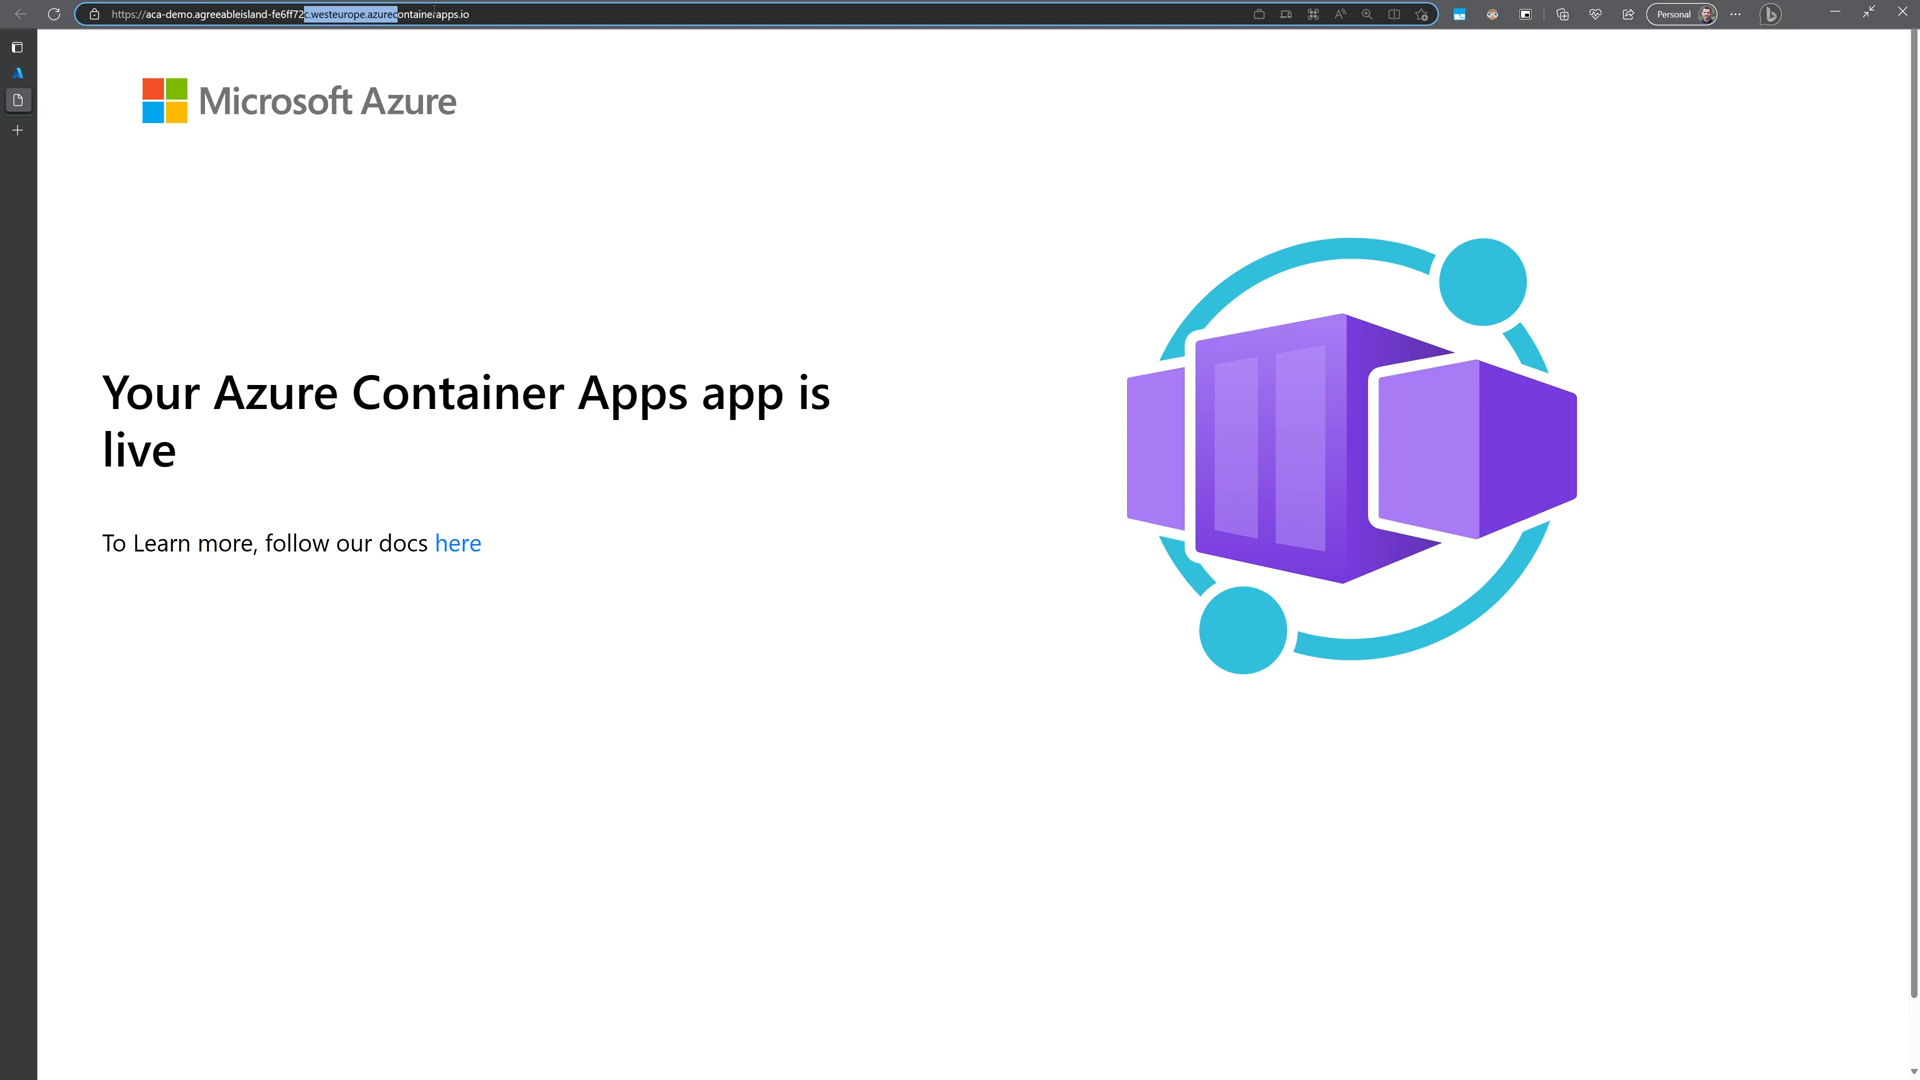 https://aca-demo.agreeableisland-fe6ff72c.westeurope.azurecontainerapps.io
Personal
Microsoft Azure
Your Azure Container Apps app is
live
To Learn more, follow our docs here